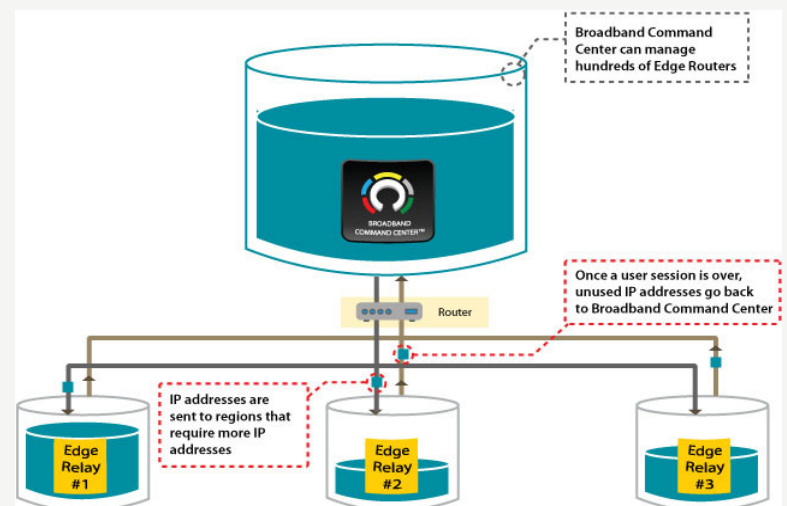 Broadband Command
Center can manage
hundreds of Edge Routers
BROADBAND
COMMAND CENTER™
Once a user session is over,
unused IP addresses go back
to Broadband Command Center
Router
IP addresses are
sent to regions that
require more IP
addresses
Edge
Relay
#1
Edge
Relay
#2
Edge
Relay
#3